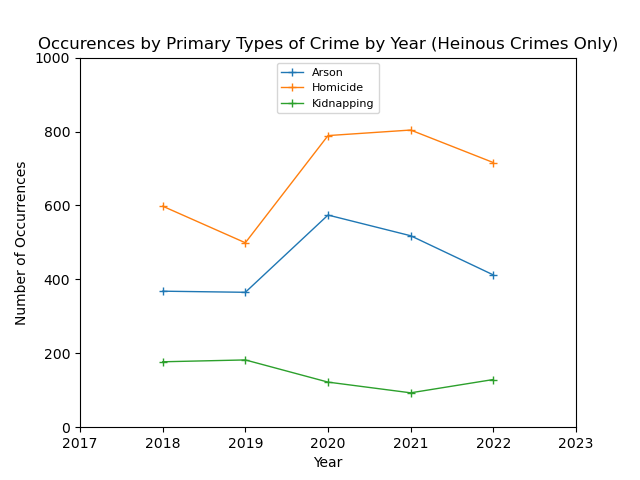 Occurences by Primary Types of Crime by Year (Heinous Crimes Only)
1000
800
600
400
200
0
Number of Occurrences
Arson
Homicide
Kidnapping
2017 2018 2019 2020 2021 2022 2023
Year